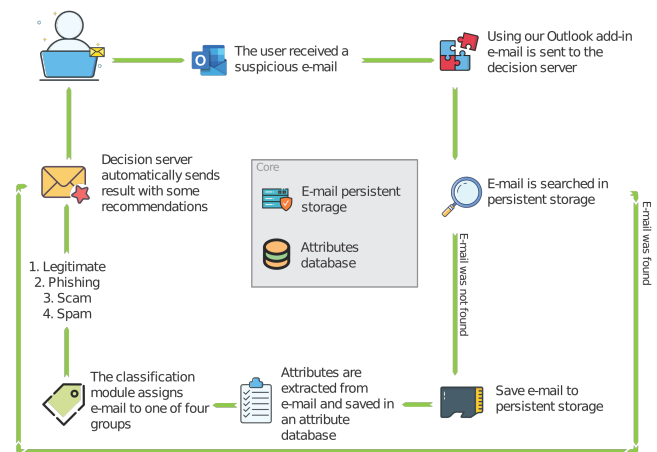 The user received a
suspicious e-mail
Using our Outlook add-in
e-mail is sent to the
decision server
Decision server
automatically sends
result with some
recommendations
Core
E-mail persistent
storage
Attributes
database
E-mail is searched in
persistent storage
E-mail was found
E-mail was not found
1. Legitimate
2. Phishing
3. Scam
4. Spam
The classification
module assigns
e-mail to one of four
groups
Attributes are
extracted from
e-mail and saved in
an attribute
database
Save e-mail to
persistent storage
O